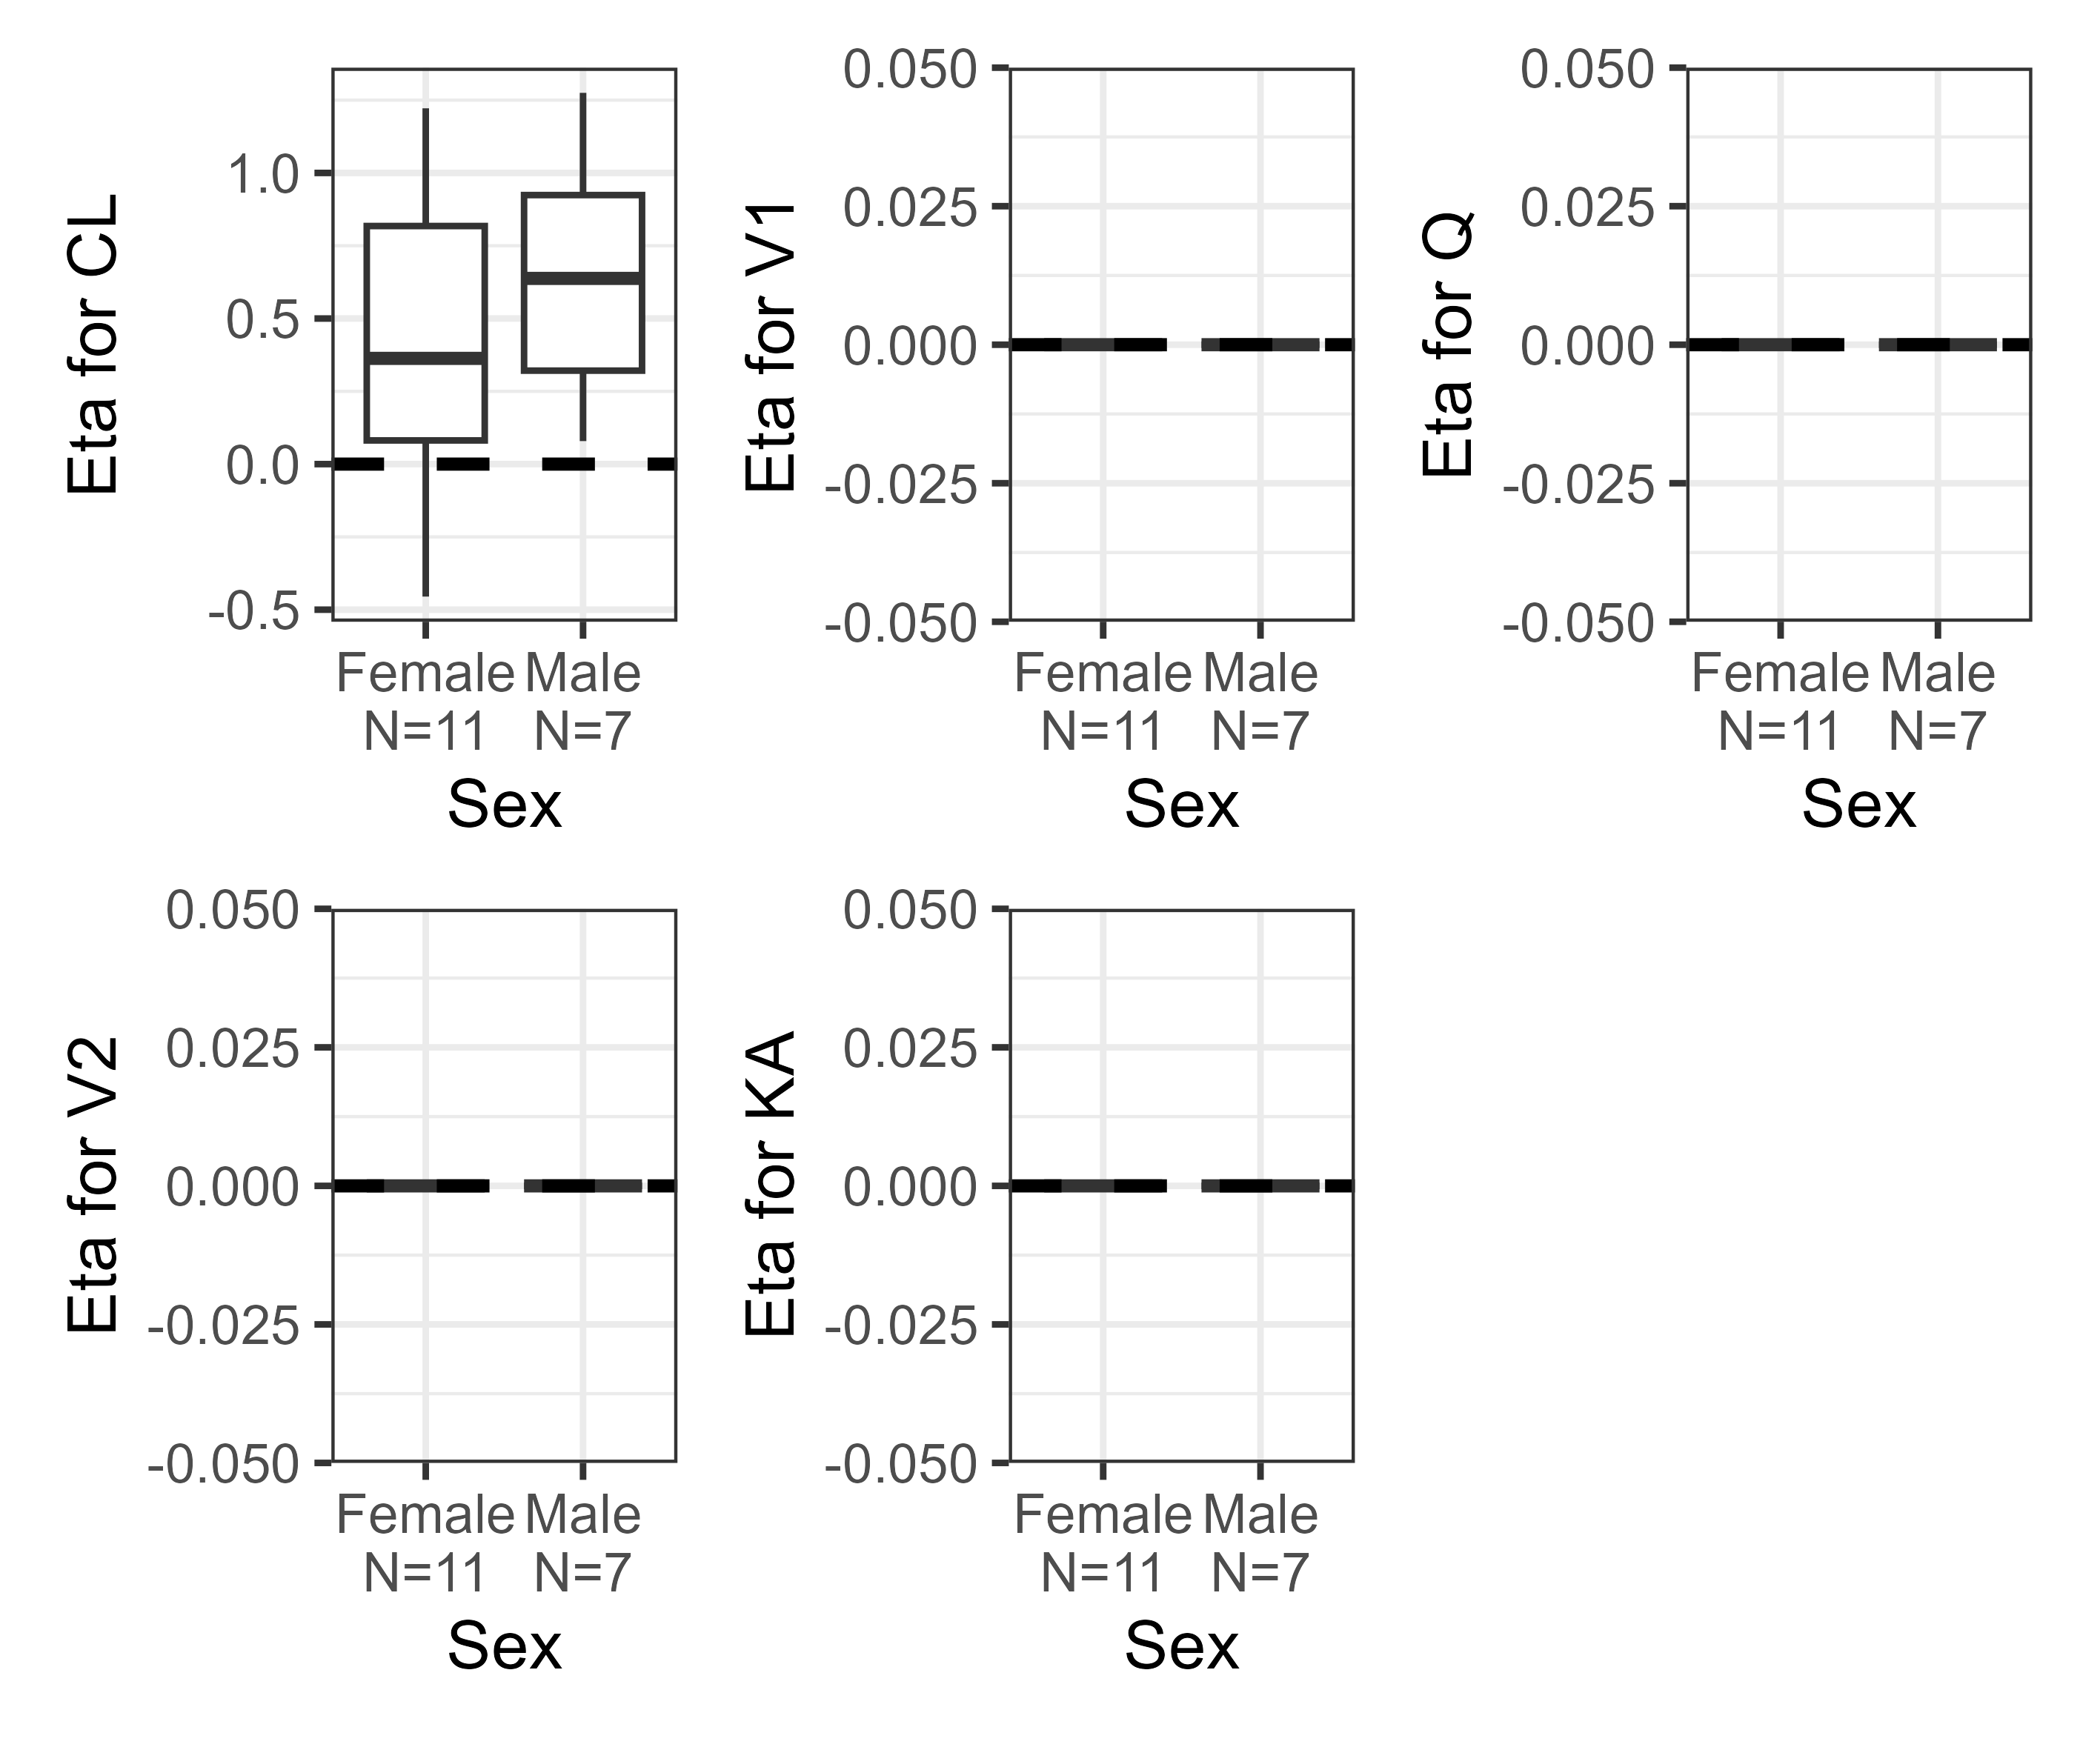 Eta for CL
1.0
0.5
0.0
-0.5
Female Male
N=11 N=7
Sex
Eta for V1
0.050
0.025
0.000
-0.025
-0.050
Female Male
N=11 N=7
Sex
Eta for Q
0.050
0.025
0.000
-0.025
-0.050
Female Male
N=11 N=7
Sex
Eta for V2
0.050
0.025
0.000
-0.025
-0.050
Female Male
N=11 N=7
Sex
Eta for KA
0.050
0.025
0.000
-0.025
-0.050
Female Male
N=11 N=7
Sex